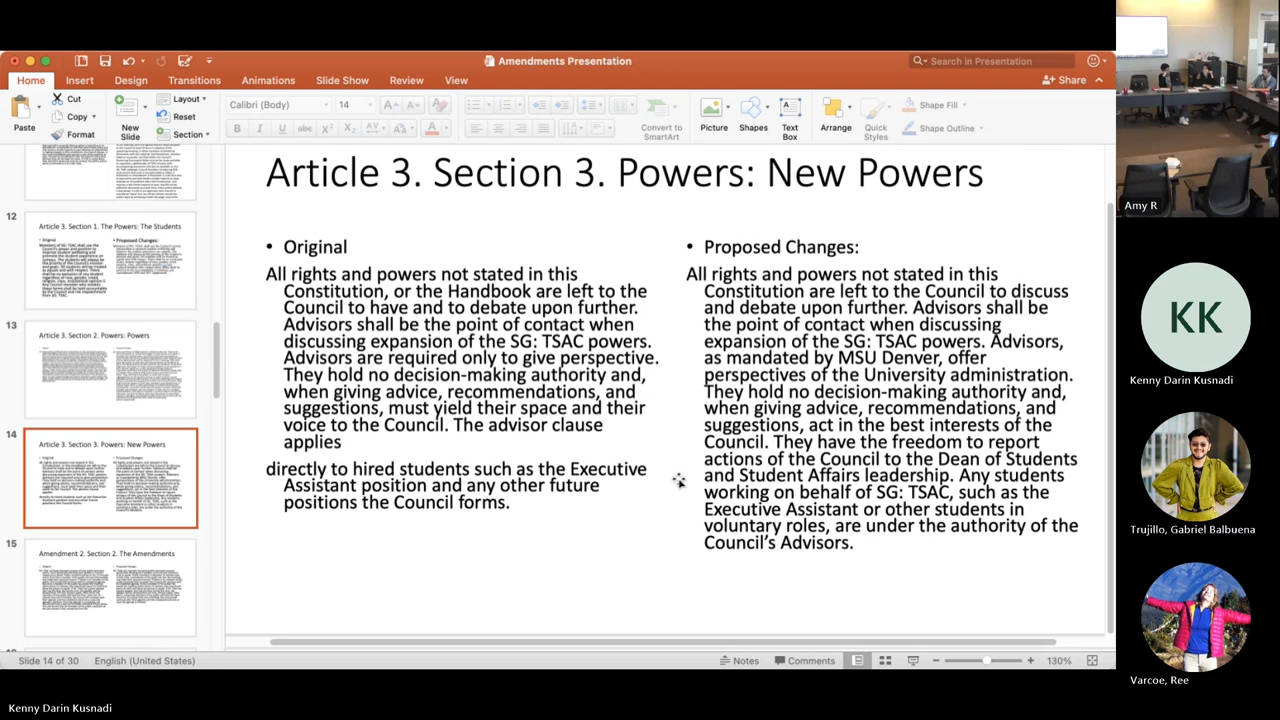 Amendments Presentation
Search in Presentation
Home
Insert
Design
Transitions
Animations
Slide Show
Review
View
Share
Paste
Cut
Copy
Format
New Slide
Layout
Reset
Section
Calibri (Body)
14
Convert to SmartArt
Picture
Shapes
Text Box
Arrange
Quick Styles
Shape Fill
Shape Outline
12
Article 3. Section 1. The Powers: The Students
13
Article 3. Section 2. Powers: Powers
14
Article 3. Section 3. Powers: New Powers
15
Amendment 2. Section 2. The Amendments
Article 3. Section 3. Powers: New Powers
• Original
All rights and powers not stated in this
Constitution, or the Handbook are left to the
Council to have and to debate upon further.
Advisors shall be the point of contact when
discussing expansion of the SG: TSAC powers.
Advisors are required only to give perspective.
They hold no decision-making authority and,
when giving advice, recommendations, and
suggestions, must yield their space and their
voice to the Council. The advisor clause
applies
directly to hired students such as the Executive
Assistant position and any other future
positions the Council forms.
• Proposed Changes:
All rights and powers not stated in this
Constitution are left to the Council to discuss
and debate upon further. Advisors shall be
the point of contact when discussing
expansion of the SG: TSAC powers. Advisors,
as mandated by MSU Denver, offer
perspectives of the University administration.
They hold no decision-making authority and,
when giving advice, recommendations, and
suggestions, act in the best interests of the
Council. They have the freedom to report
actions of the Council to the Dean of Students
and Student Affairs leadership. Any students
working on behalf of SG: TSAC, such as the
Executive Assistant or other students in
voluntary roles, are under the authority of the
Council's Advisors.
Slide 14 of 30
English (United States)
Notes
Comments
130%
Amy R
KK
Kenny Darin Kusnadi
Trujillo, Gabriel Balbuena
Varcoe, Ree
Kenny Darin Kusnadi